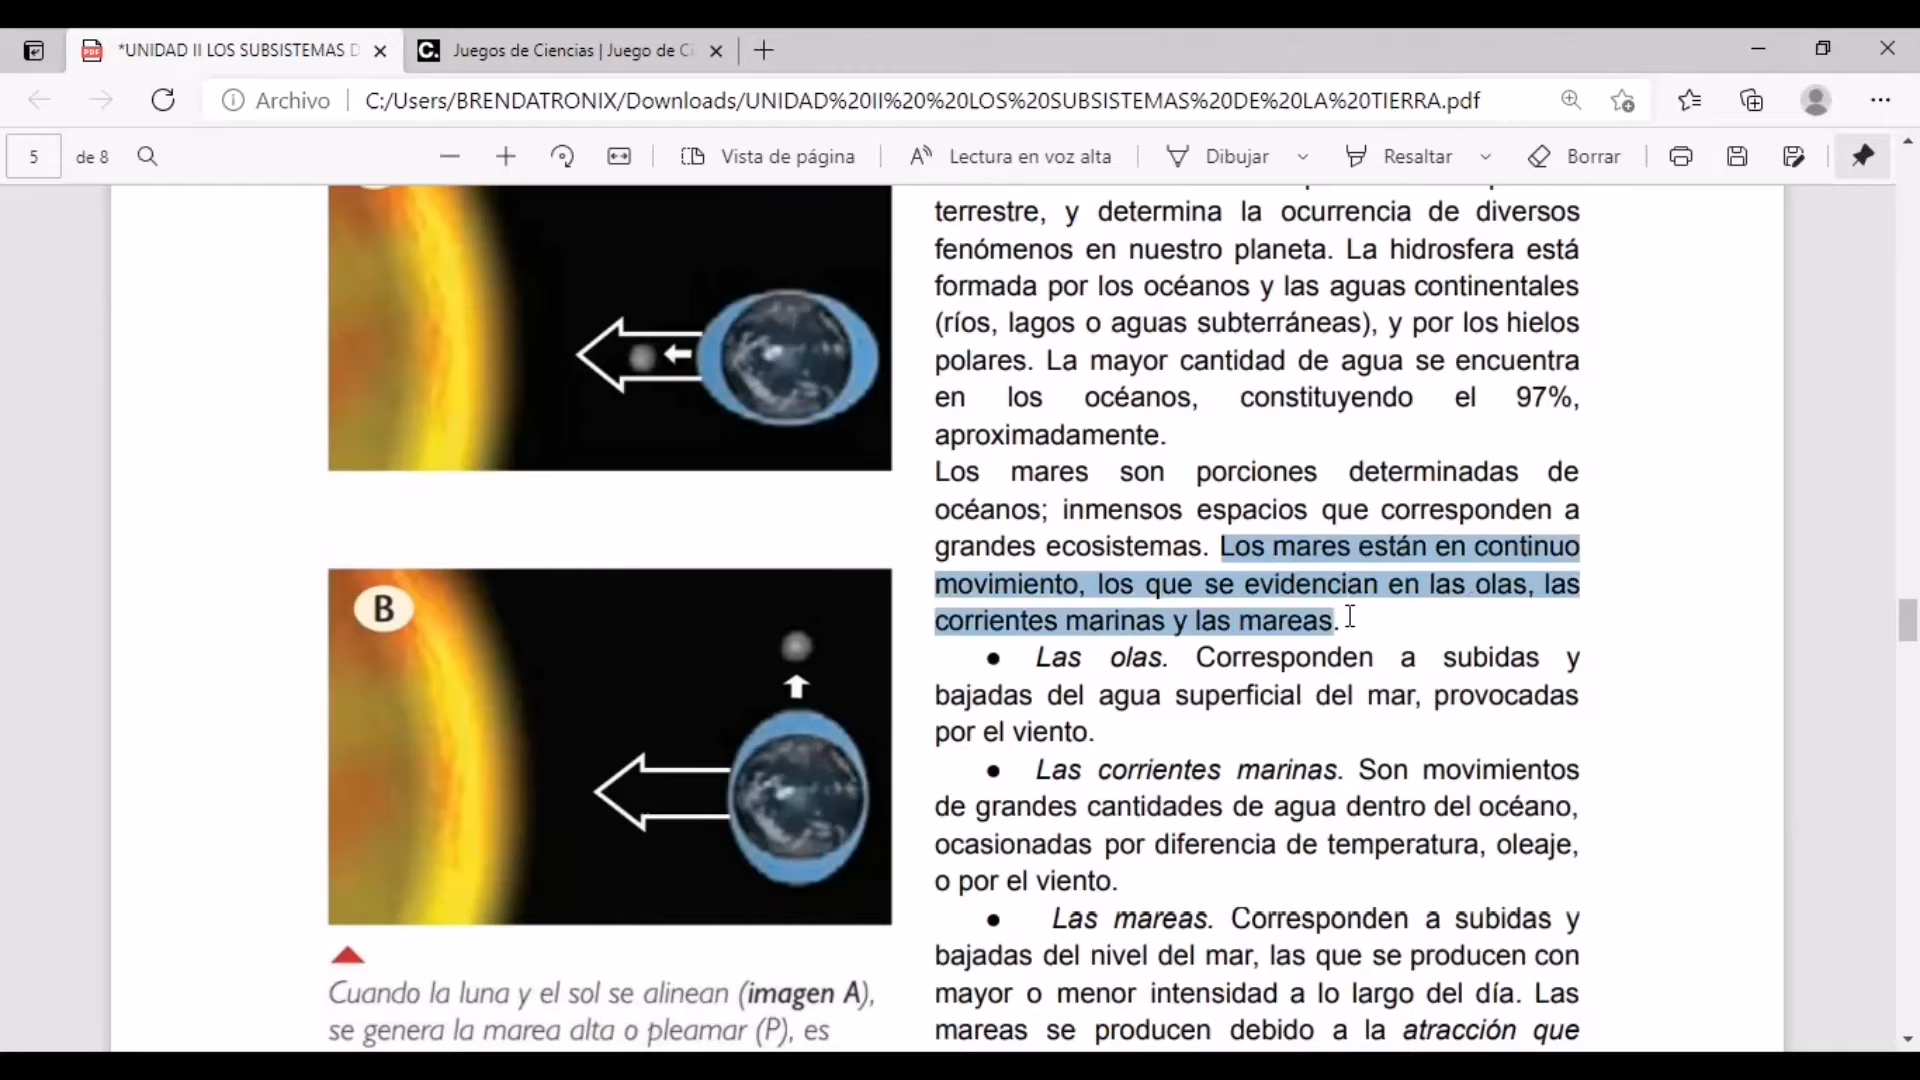 *UNIDAD II LOS SUBSISTEMAS D
Juegos de Ciencias | Juego de Ci
Archivo
C:/Users/BRENDATRONIX/Downloads/UNIDAD%20II%20%20LOS%20SUBSISTEMAS%20DE%20LA%20TIERRA.pdf
5 de 8
Vista de página
Lectura en voz alta
Dibujar
Resaltar
Borrar
B
Cuando la luna y el sol se alinean (imagen A),
se genera la marea alta o pleamar (P), es
terrestre, y determina la ocurrencia de diversos
fenómenos en nuestro planeta. La hidrosfera está
formada por los océanos y las aguas continentales
(ríos, lagos o aguas subterráneas), y por los hielos
polares. La mayor cantidad de agua se encuentra
en los océanos, constituyendo el 97%,
aproximadamente.
Los mares son porciones determinadas de
océanos; inmensos espacios que corresponden a
grandes ecosistemas. Los mares están en continuo
movimiento, los que se evidencian en las olas, las
corrientes marinas y las mareas.
● Las olas. Corresponden a subidas y
bajadas del agua superficial del mar, provocadas
por el viento.
● Las corrientes marinas. Son movimientos
de grandes cantidades de agua dentro del océano,
ocasionadas por diferencia de temperatura, oleaje,
o por el viento.
● Las mareas. Corresponden a subidas y
bajadas del nivel del mar, las que se producen con
mayor o menor intensidad a lo largo del día. Las
mareas se producen debido a la atracción que